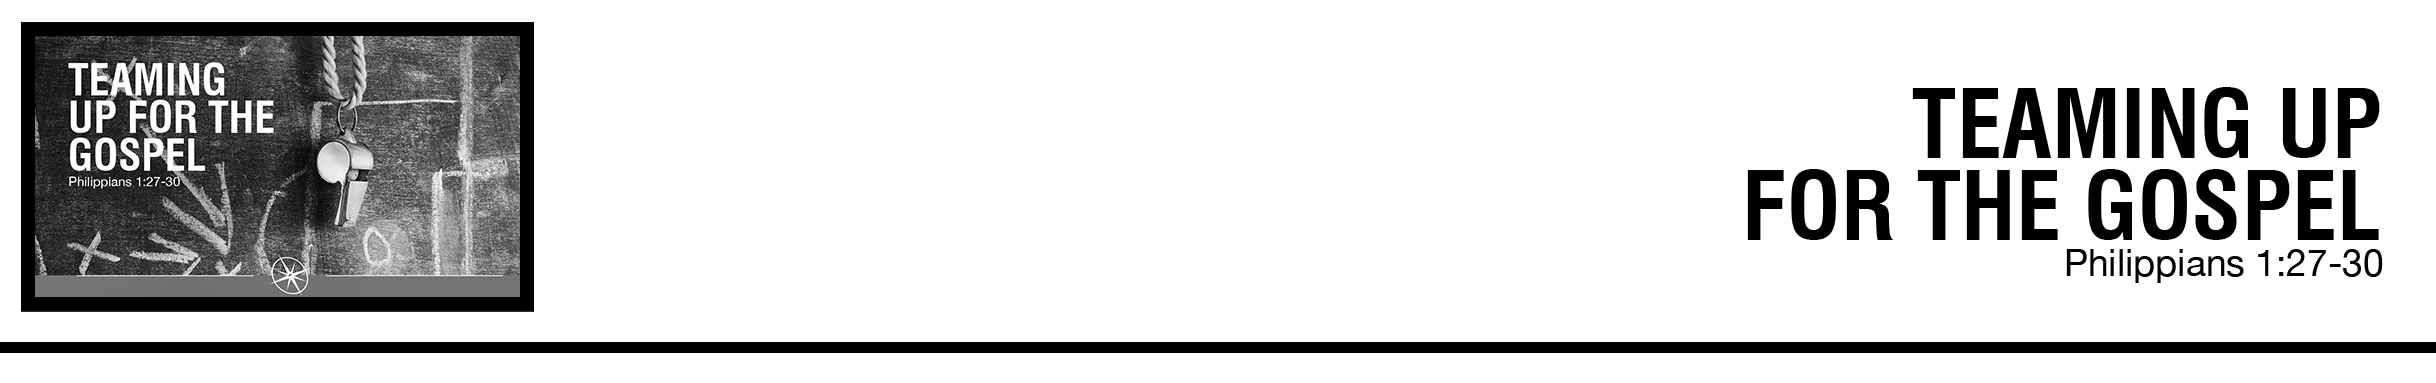 TEAMING
UP FOR THE
GOSPEL
Philippians 1:27-30
TEAMING UP
FOR THE GOSPEL
Philippians 1:27-30